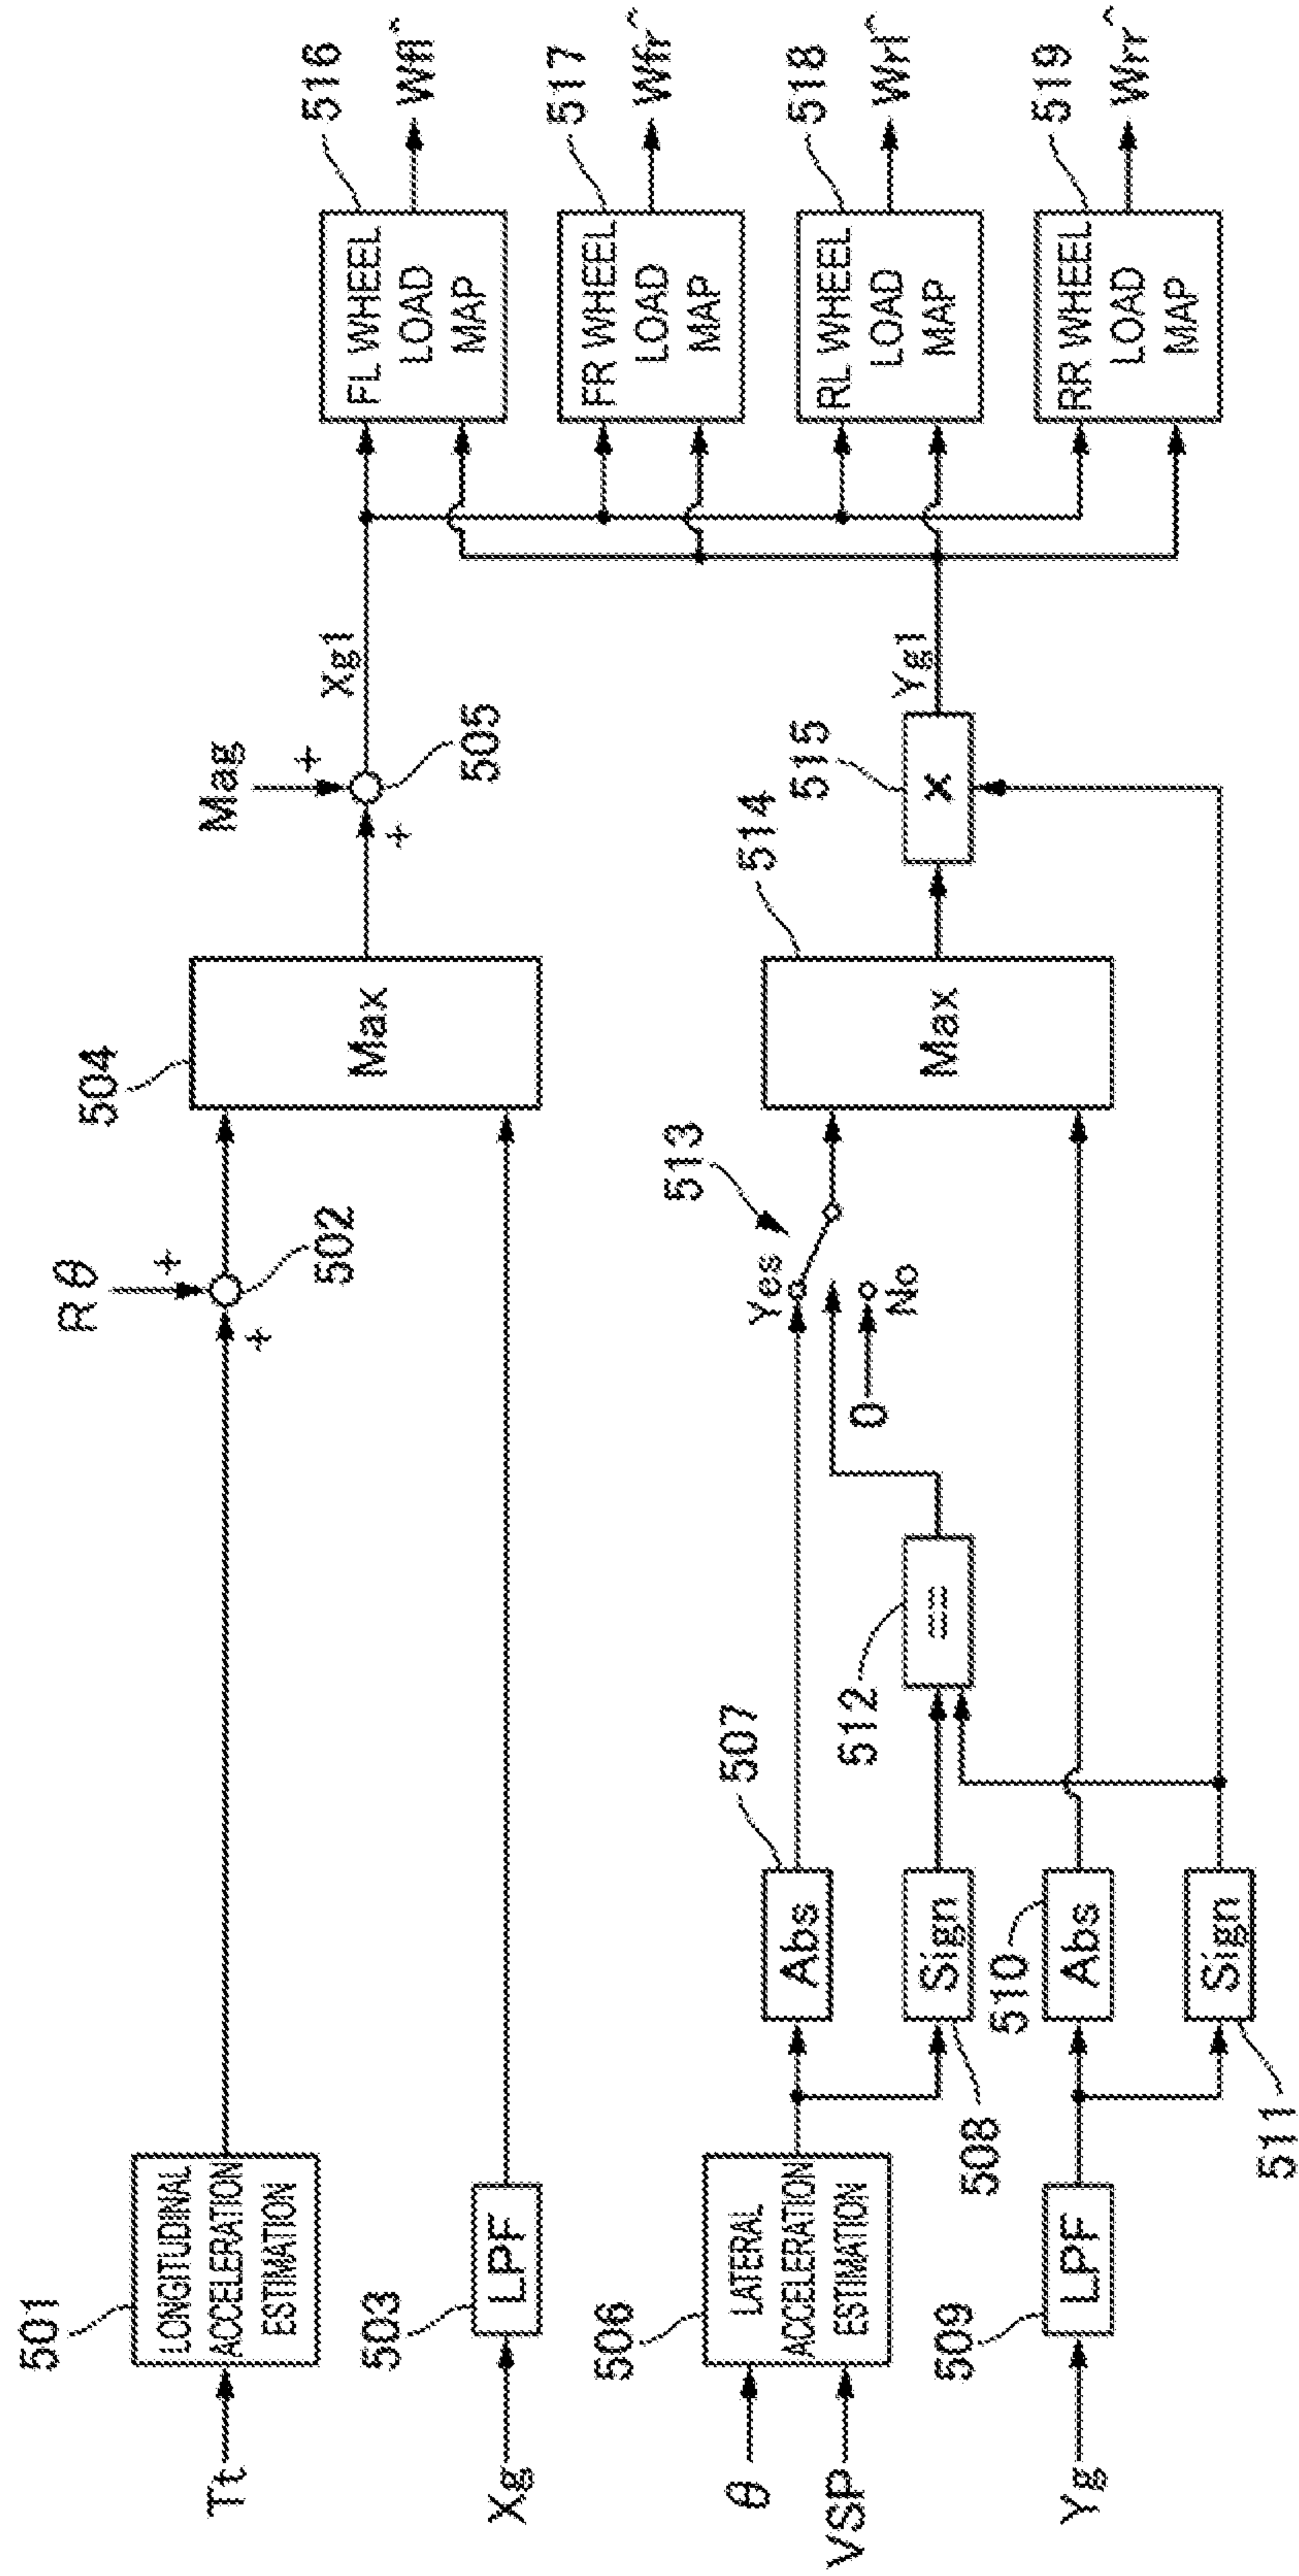 Tt
501
LONGITUDINAL
ACCELERATION
ESTIMATION
Rθ
+
+
502
504
Max
Mag
+
+
505
Xg1
516
FL WHEEL
LOAD
MAP
Wfl^
Xg
503
LPF
517
FR WHEEL
LOAD
MAP
Wfr^
θ
VSP
506
LATERAL
ACCELERATION
ESTIMATION
507
Abs
508
Sign
512
==
Yes
513
0
No
514
Max
515
x
Yg1
518
RL WHEEL
LOAD
MAP
Wrl^
Yg
509
LPF
510
Abs
511
Sign
519
RR WHEEL
LOAD
MAP
Wrr^